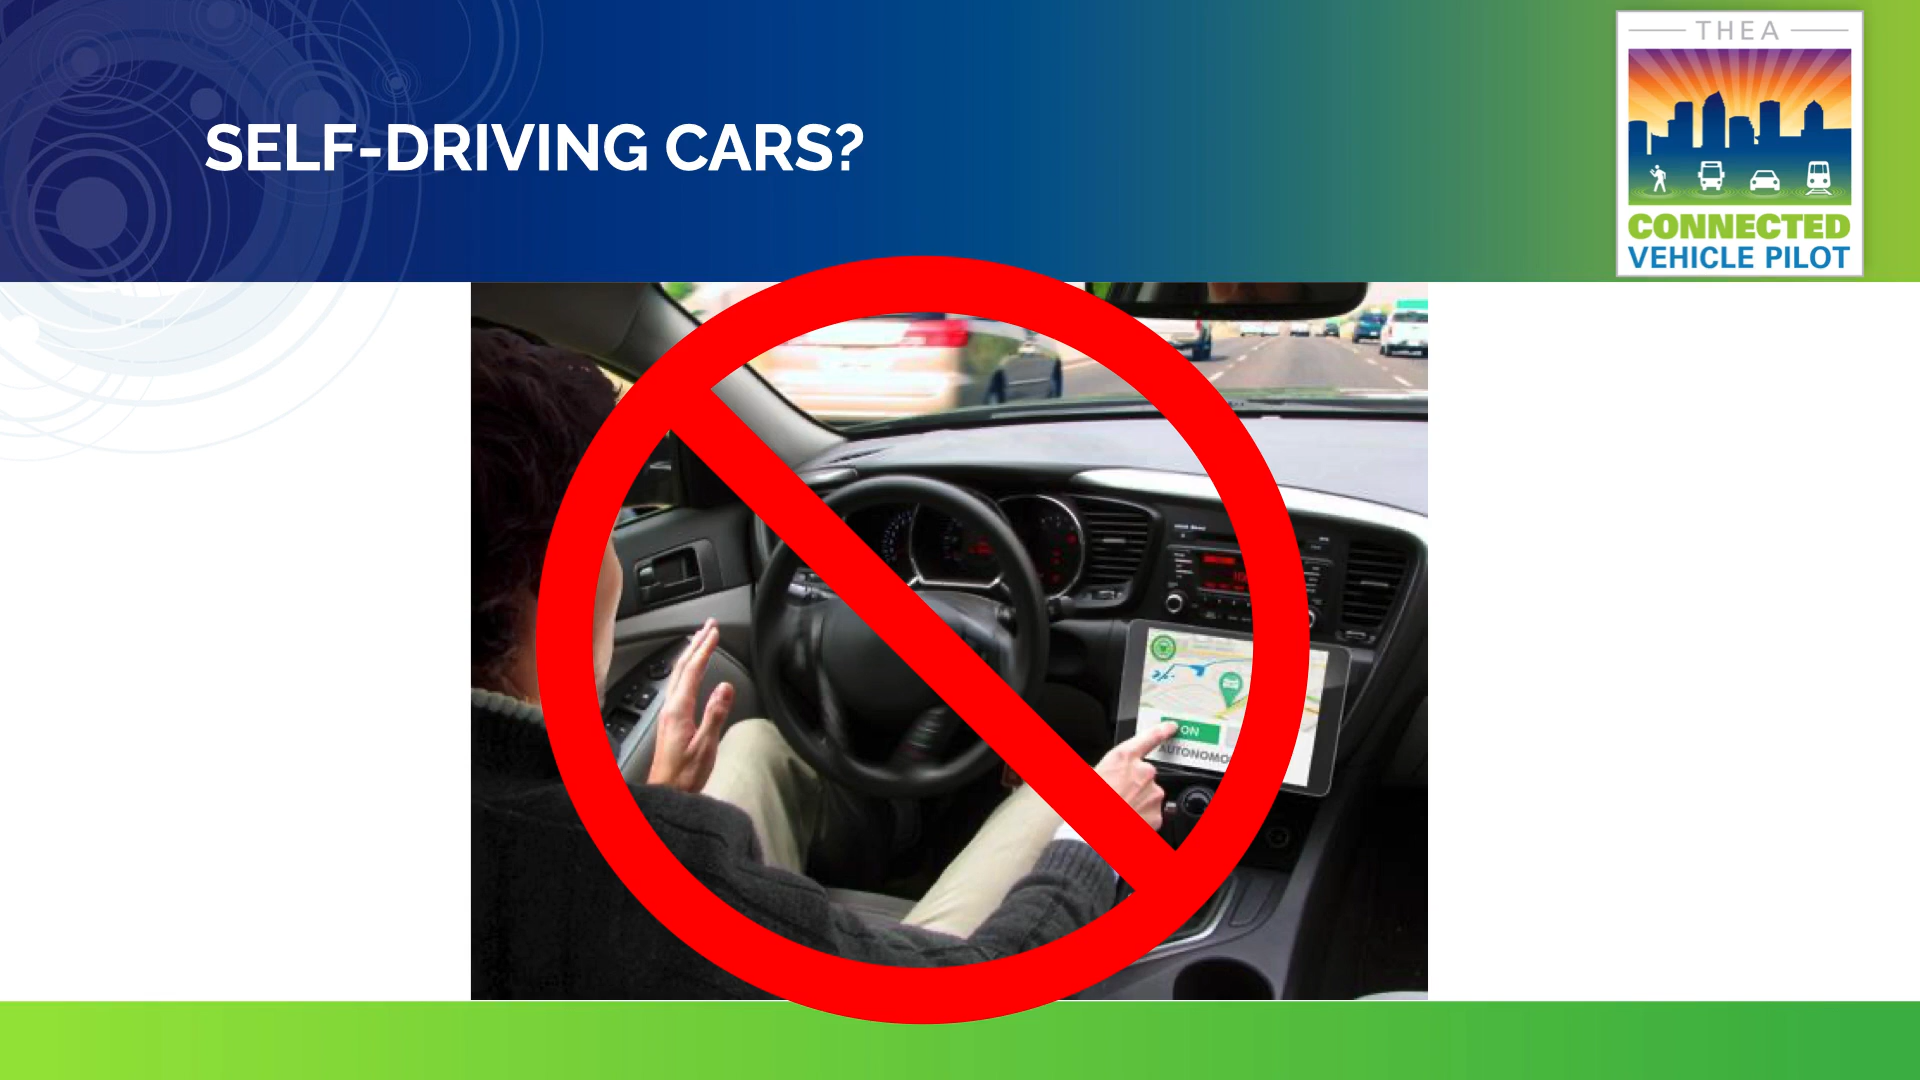 SELF-DRIVING CARS?
THEA
CONNECTED
VEHICLE PILOT
ON
AUTONOMO